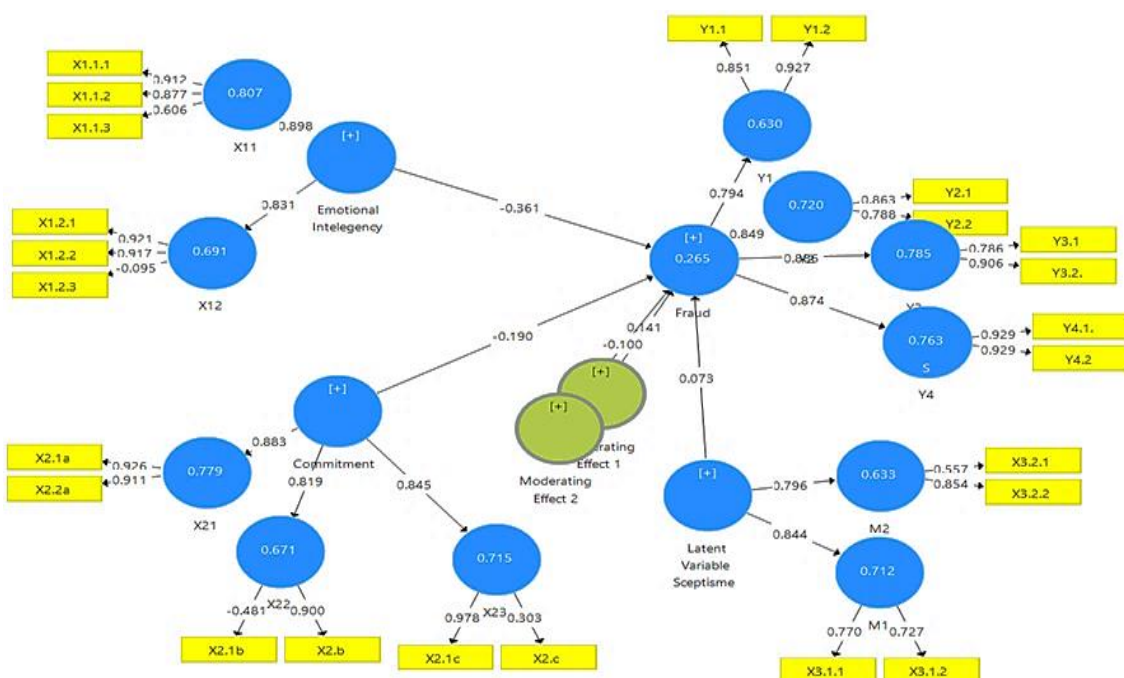 Y1.1
Y1.2
0.851
0.927
0.630
Y1
X1.1.1
X1.1.2
X1.1.3
0.912
0.877
0.606
0.807
X11
0.898
[+]
Emotional
Intelegency
0.831
X1.2.1
X1.2.2
X1.2.3
0.921
0.917
-0.095
0.691
X12
-0.361
0.794
0.720
0.863
0.788
Y2.1
Y2.2
0.849
[+]
0.265
Fraud
0.785
0.786
0.906
Y3.1
Y3.2.
0.874
0.763
S
Y4
0.929
0.929
Y4.1.
Y4.2
-0.190
0.141
-0.100
[+]
[+]
Effect 1
Moderating
Effect 2
0.073
[+]
Commitment
0.883
X2.1a
X2.2a
0.926
0.911
0.779
X21
0.819
0.845
0.671
X22
-0.481
0.900
X2.1b
X2.b
0.715
X23
0.978
0.303
X2.1c
X2.c
[+]
Latent
Variable
Sceptisme
0.796
0.633
M2
0.557
0.854
X3.2.1
X3.2.2
0.844
0.712
M1
0.770
0.727
X3.1.1
X3.1.2